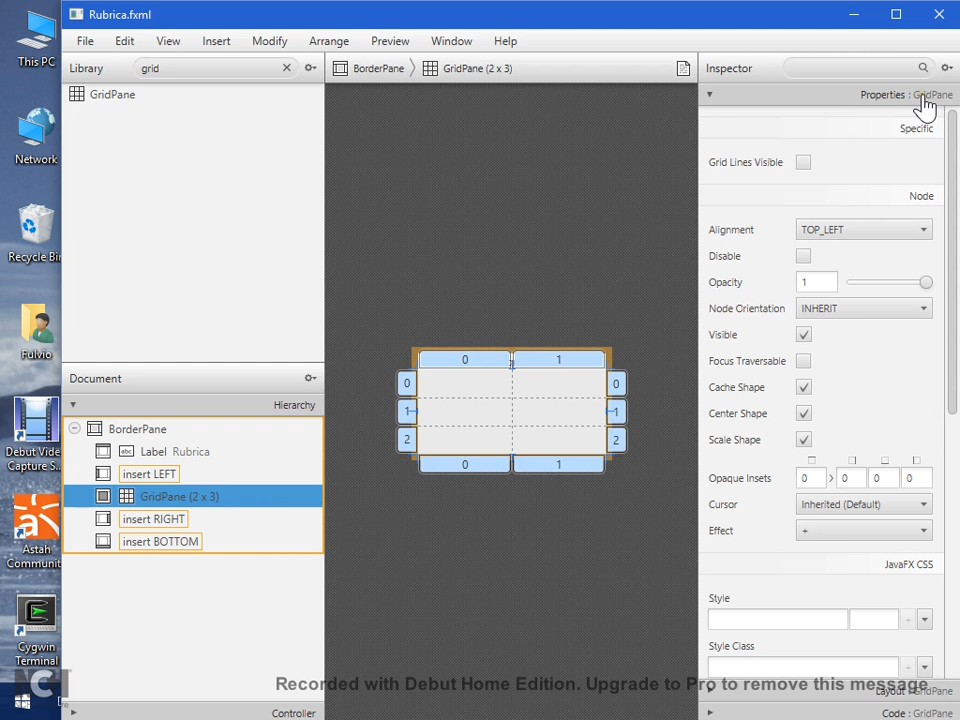 This PC
Network
Recycle Bin
Fulvio
Debut Video
Capture S...
Astah
Communit
Cygwin
Terminal
Rubrica.fxml
File Edit View Insert Modify Arrange Preview Window Help
Library grid
GridPane
Document
Hierarchy
BorderPane
abc Label Rubrica
insert LEFT
GridPane (2 x 3)
insert RIGHT
insert BOTTOM
Controller
BorderPane GridPane (2 x 3)
0 1
0 0
1 1
2 2
0 1
Inspector
Properties : GridPane
Specific
Grid Lines Visible
Node
Alignment TOP_LEFT
Disable
Opacity 1
Node Orientation INHERIT
Visible
Focus Traversable
Cache Shape
Center Shape
Scale Shape
Opaque Insets 0 0 0 0
Cursor Inherited (Default)
Effect +
JavaFX CSS
Style
Style Class
Layout : GridPane
Code : GridPane
Recorded with Debut Home Edition. Upgrade to Pro to remove this message